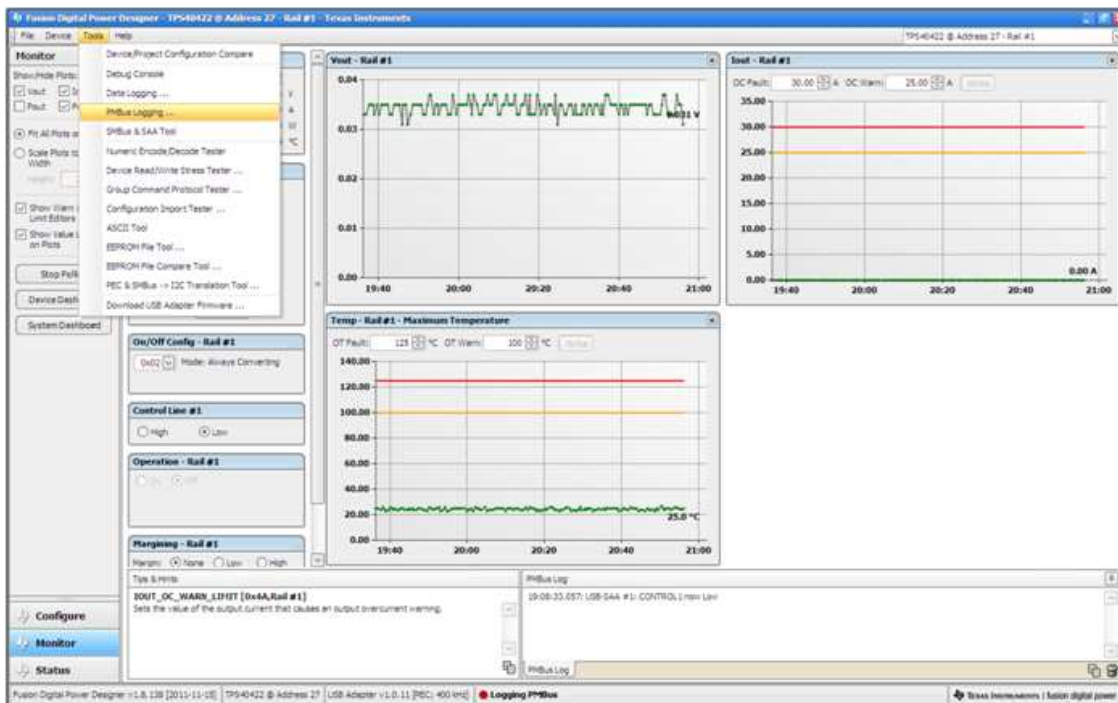 Fusion Digital Power Designer - TPS40422 @ Address 27 - Rail #1 - Texas Instruments
File Device Tools Help
TPS40422 @ Address 27 - Rail #1
Monitor
Show/Hide Plots:
Vout
Pout
Fit All Plots
Scale Plots to
Width
Height:
Show Warn
Limit Editors
Show Value
on Plots
Stop
Device
System Dashboard
Device/Project Configuration Compare
Debug Console
Data Logging ...
PMBus Logging ...
SMBus & SAA Tool
Numeric Encode/Decode Tester
Device Read/Write Stress Tester ...
Group Command Protocol Tester ...
Configuration Import Tester ...
ASCII Tool
EEPROM File Tool ...
EEPROM File Compare Tool ...
PEC & SMBus -> I2C Translation Tool ...
Download USB Adapter Firmware ...
V
A
W
°C
On/Off Config - Rail #1
0x02 Mode: Always Converting
Control Line #1
High Low
Operation - Rail #1
On Off
Margining - Rail #1
Margin: None Low High
Vout - Rail #1
0.04
0.03
0.02
0.01
0.00
19:40 20:00 20:20 20:40 21:00
Iout - Rail #1
OC Fault: 30.00 A OC Warn: 25.00 A
35.00
30.00
25.00
20.00
15.00
10.00
5.00
0.00
0.00 A
19:40 20:00 20:20 20:40 21:00
Temp - Rail #1 - Maximum Temperature
OT Fault: 125 °C OT Warn: 100 °C
140.00
120.00
100.00
80.00
60.00
40.00
20.00
0.00
25.0 °C
19:40 20:00 20:20 20:40 21:00
Tips & Hints
IOUT_OC_WARN_LIMIT [0x4A,Rail #1]
Sets the value of the output current that causes an output overcurrent warning.
PMBus Log
19:08:33.057: USB-SAA #1: CONTROL1 now Low
PMBus Log
Configure
Monitor
Status
Fusion Digital Power Designer v1.8.138 [2011-11-15] TPS40422 @ Address 27 USB Adapter v1.0.11 [PEC; 400 kHz] Logging PMBus
Texas Instruments | fusion digital power